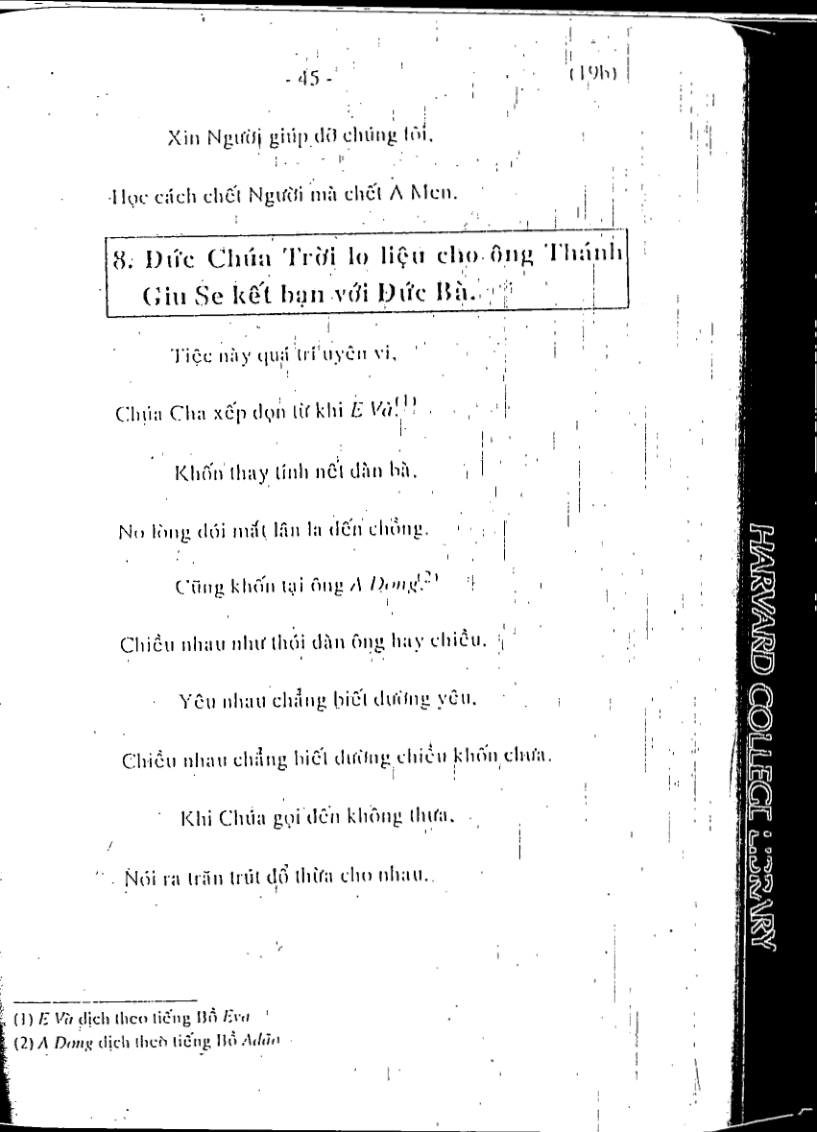 - 45 -
(19b)
Xin Người giúp đỡ chúng tôi,
Học cách chết Người mà chết A Men.
8. Đức Chúa Trời lo liệu cho ông Thánh
Giu Se kết bạn với Đức Bà.
Tiệc này quá trí uyên vi,
Chúa Cha xếp dọn từ khi E Và.(1)
Khốn thay tính nết đàn bà,
No lòng đói mắt lân la đến chồng.
Cũng khốn tại ông A Dong.(2)
Chiều nhau như thói đàn ông hay chiều.
Yêu nhau chẳng biết đường yêu,
Chiều nhau chẳng biết đường chiều khốn chưa.
Khi Chúa gọi đến không thưa,
Nói ra trăn trút đổ thừa cho nhau.
(1) E Và dịch theo tiếng Bồ Eva
(2) A Dong dịch theo tiếng Bồ Adão
HARVARD COLLEGE LIBRARY